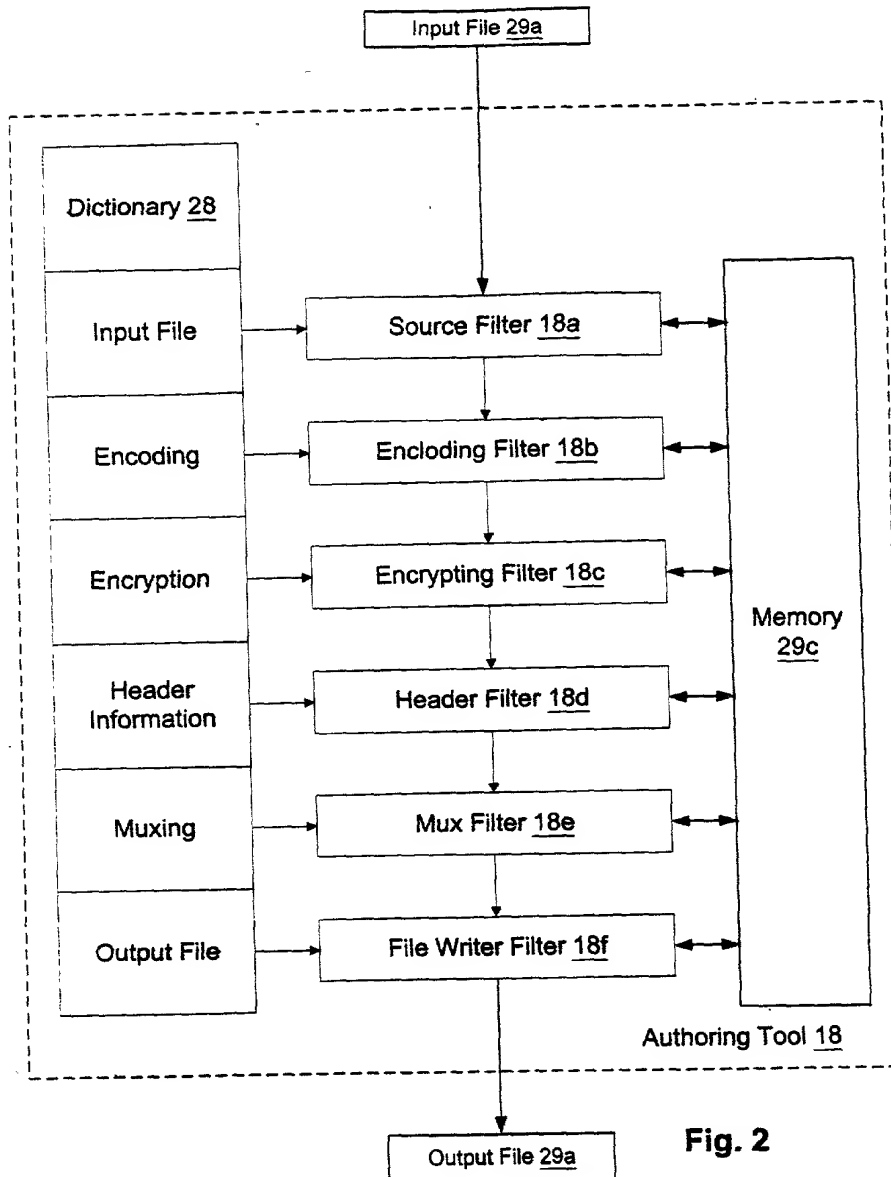 Input File 29a
Dictionary 28
Input File
Source Filter 18a
Encoding
Encloding Filter 18b
Encryption
Encrypting Filter 18c
Memory
29c
Header
Information
Header Filter 18d
Muxing
Mux Filter 18e
Output File
File Writer Filter 18f
Authoring Tool 18
Output File 29a
Fig. 2